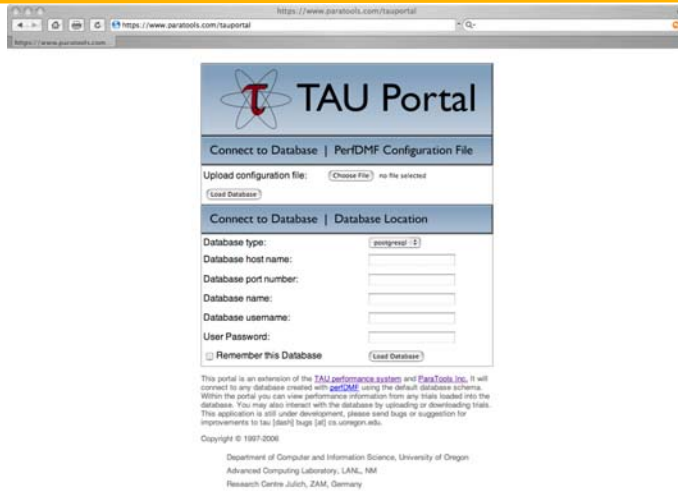 https://www.paratools.com/tauportal
https://www.paratools.com/tauportal
Q-
https://www.paratools.com
τ TAU Portal
Connect to Database | PerfDMF Configuration File
Upload configuration file: Choose File no file selected
Load Database
Connect to Database | Database Location
Database type: postgresql
Database host name:
Database port number:
Database name:
Database username:
User Password:
Remember this Database Load Database
This portal is an extension of the TAU performance system and ParaTools Inc. It will
connect to any database created with perfDMF using the default database schema.
Within the portal you can view performance information from any trials loaded into the
database. You may also interact with the database by uploading or downloading trials.
This application is still under development, please send bugs or suggestion for
improvements to tau [dash] bugs [at] cs.uoregon.edu.
Copyright © 1997-2006
Department of Computer and Information Science, University of Oregon
Advanced Computing Laboratory, LANL, NM
Research Centre Julich, ZAM, Germany